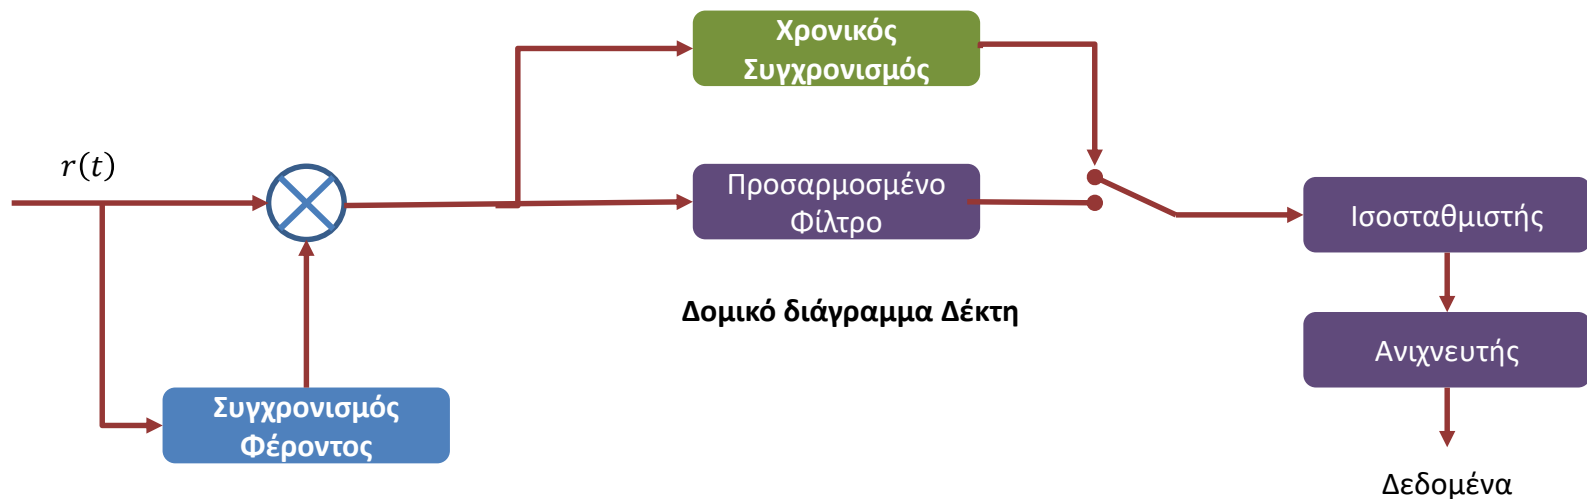 Χρονικός
Συγχρονισμός
r(t)
Προσαρμοσμένο
Φίλτρο
Ισοσταθμιστής
Δομικό διάγραμμα Δέκτη
Ανιχνευτής
Συγχρονισμός
Φέροντος
Δεδομένα